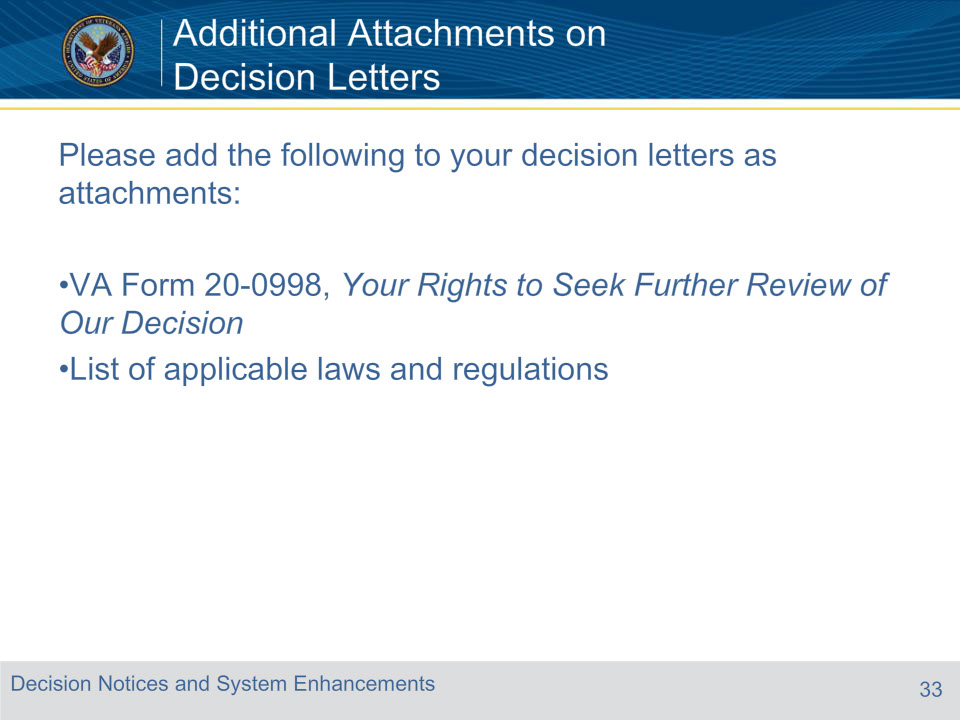 Additional Attachments on
Decision Letters
Please add the following to your decision letters as
attachments:
•VA Form 20-0998, Your Rights to Seek Further Review of
Our Decision
•List of applicable laws and regulations
Decision Notices and System Enhancements
33